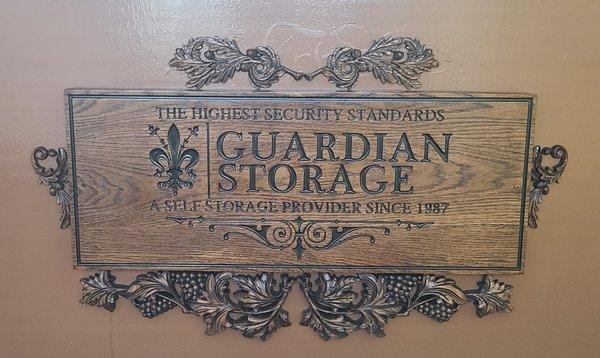 THE HIGHEST SECURITY STANDARDS
GUARDIAN
STORAGE
A SELF STORAGE PROVIDER SINCE 1987